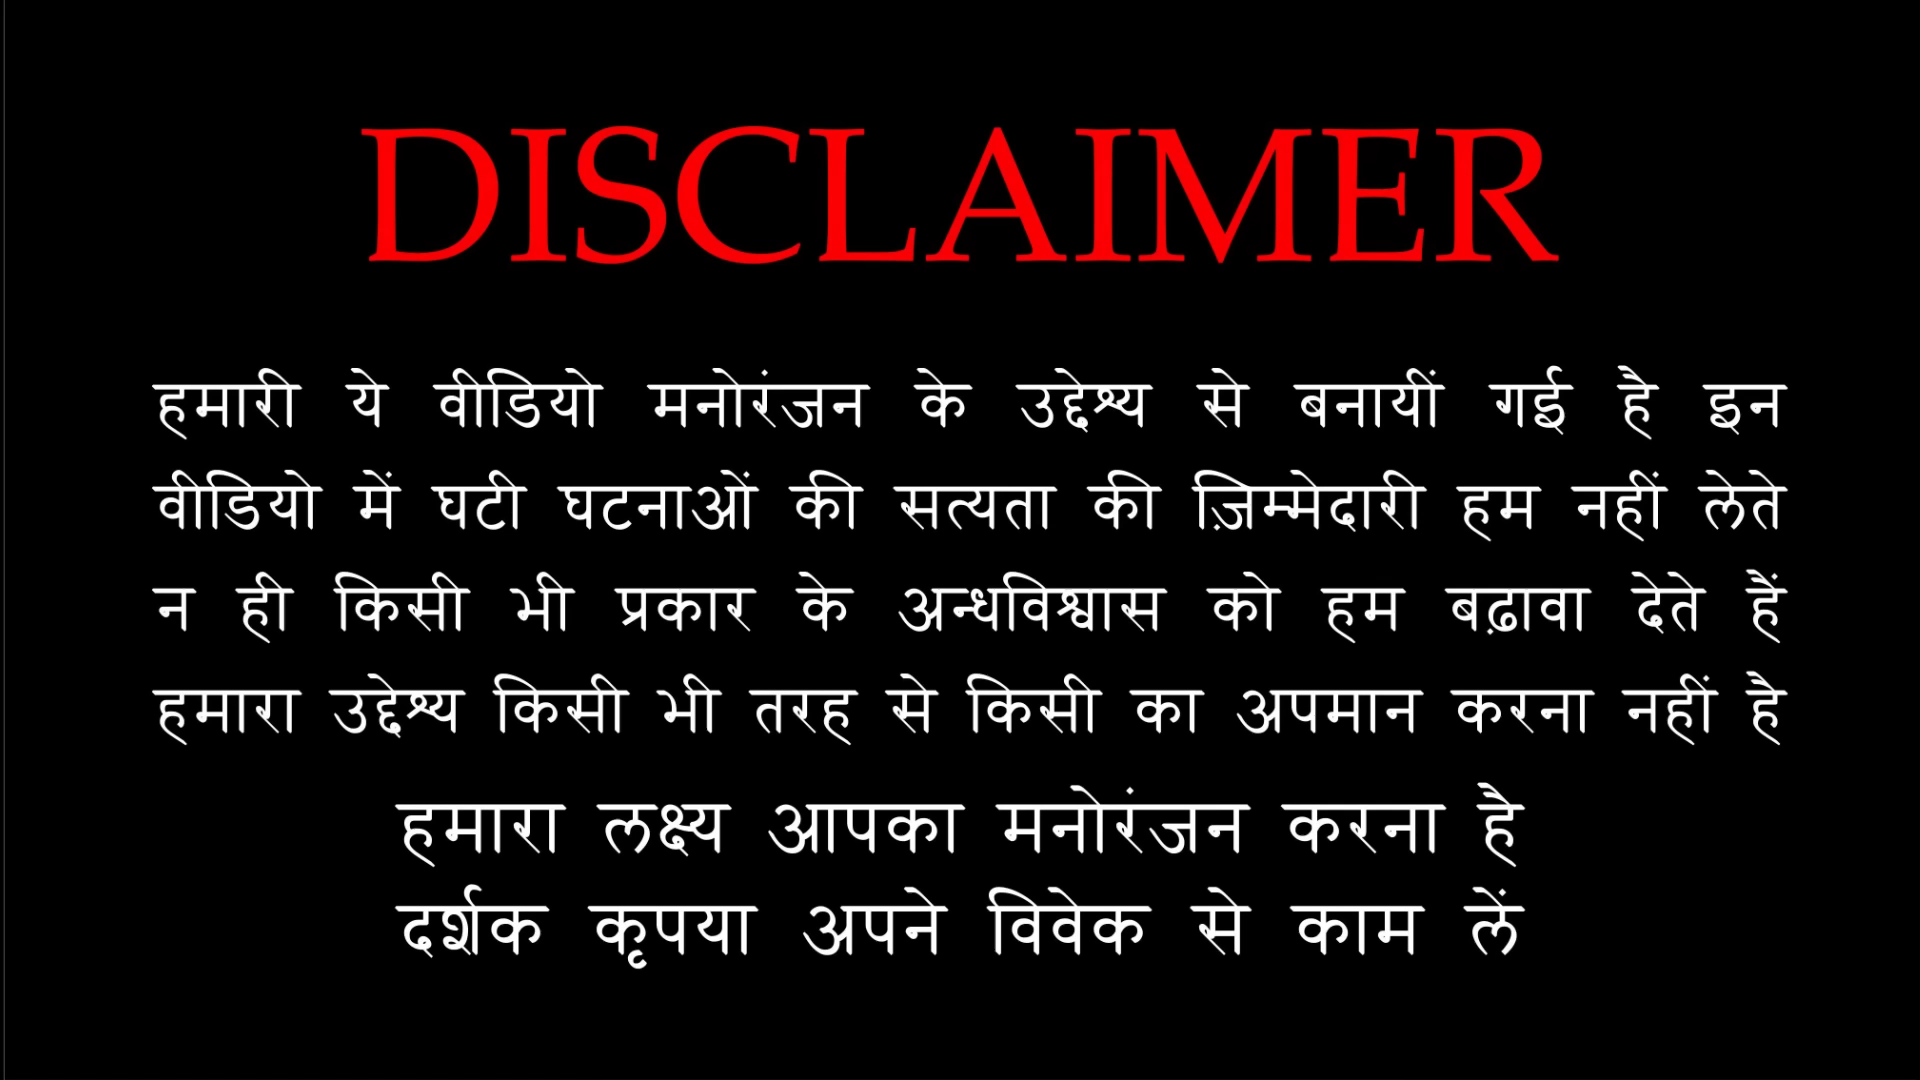 DISCLAIMER
हमारी ये वीडियो मनोरंजन के उद्देश्य से बनायीं गई है इन
वीडियो में घटी घटनाओं की सत्यता की ज़िम्मेदारी हम नहीं लेते
न ही किसी भी प्रकार के अन्धविश्वास को हम बढ़ावा देते हैं
हमारा उद्देश्य किसी भी तरह से किसी का अपमान करना नहीं है
हमारा लक्ष्य आपका मनोरंजन करना है
दर्शक कृपया अपने विवेक से काम लें